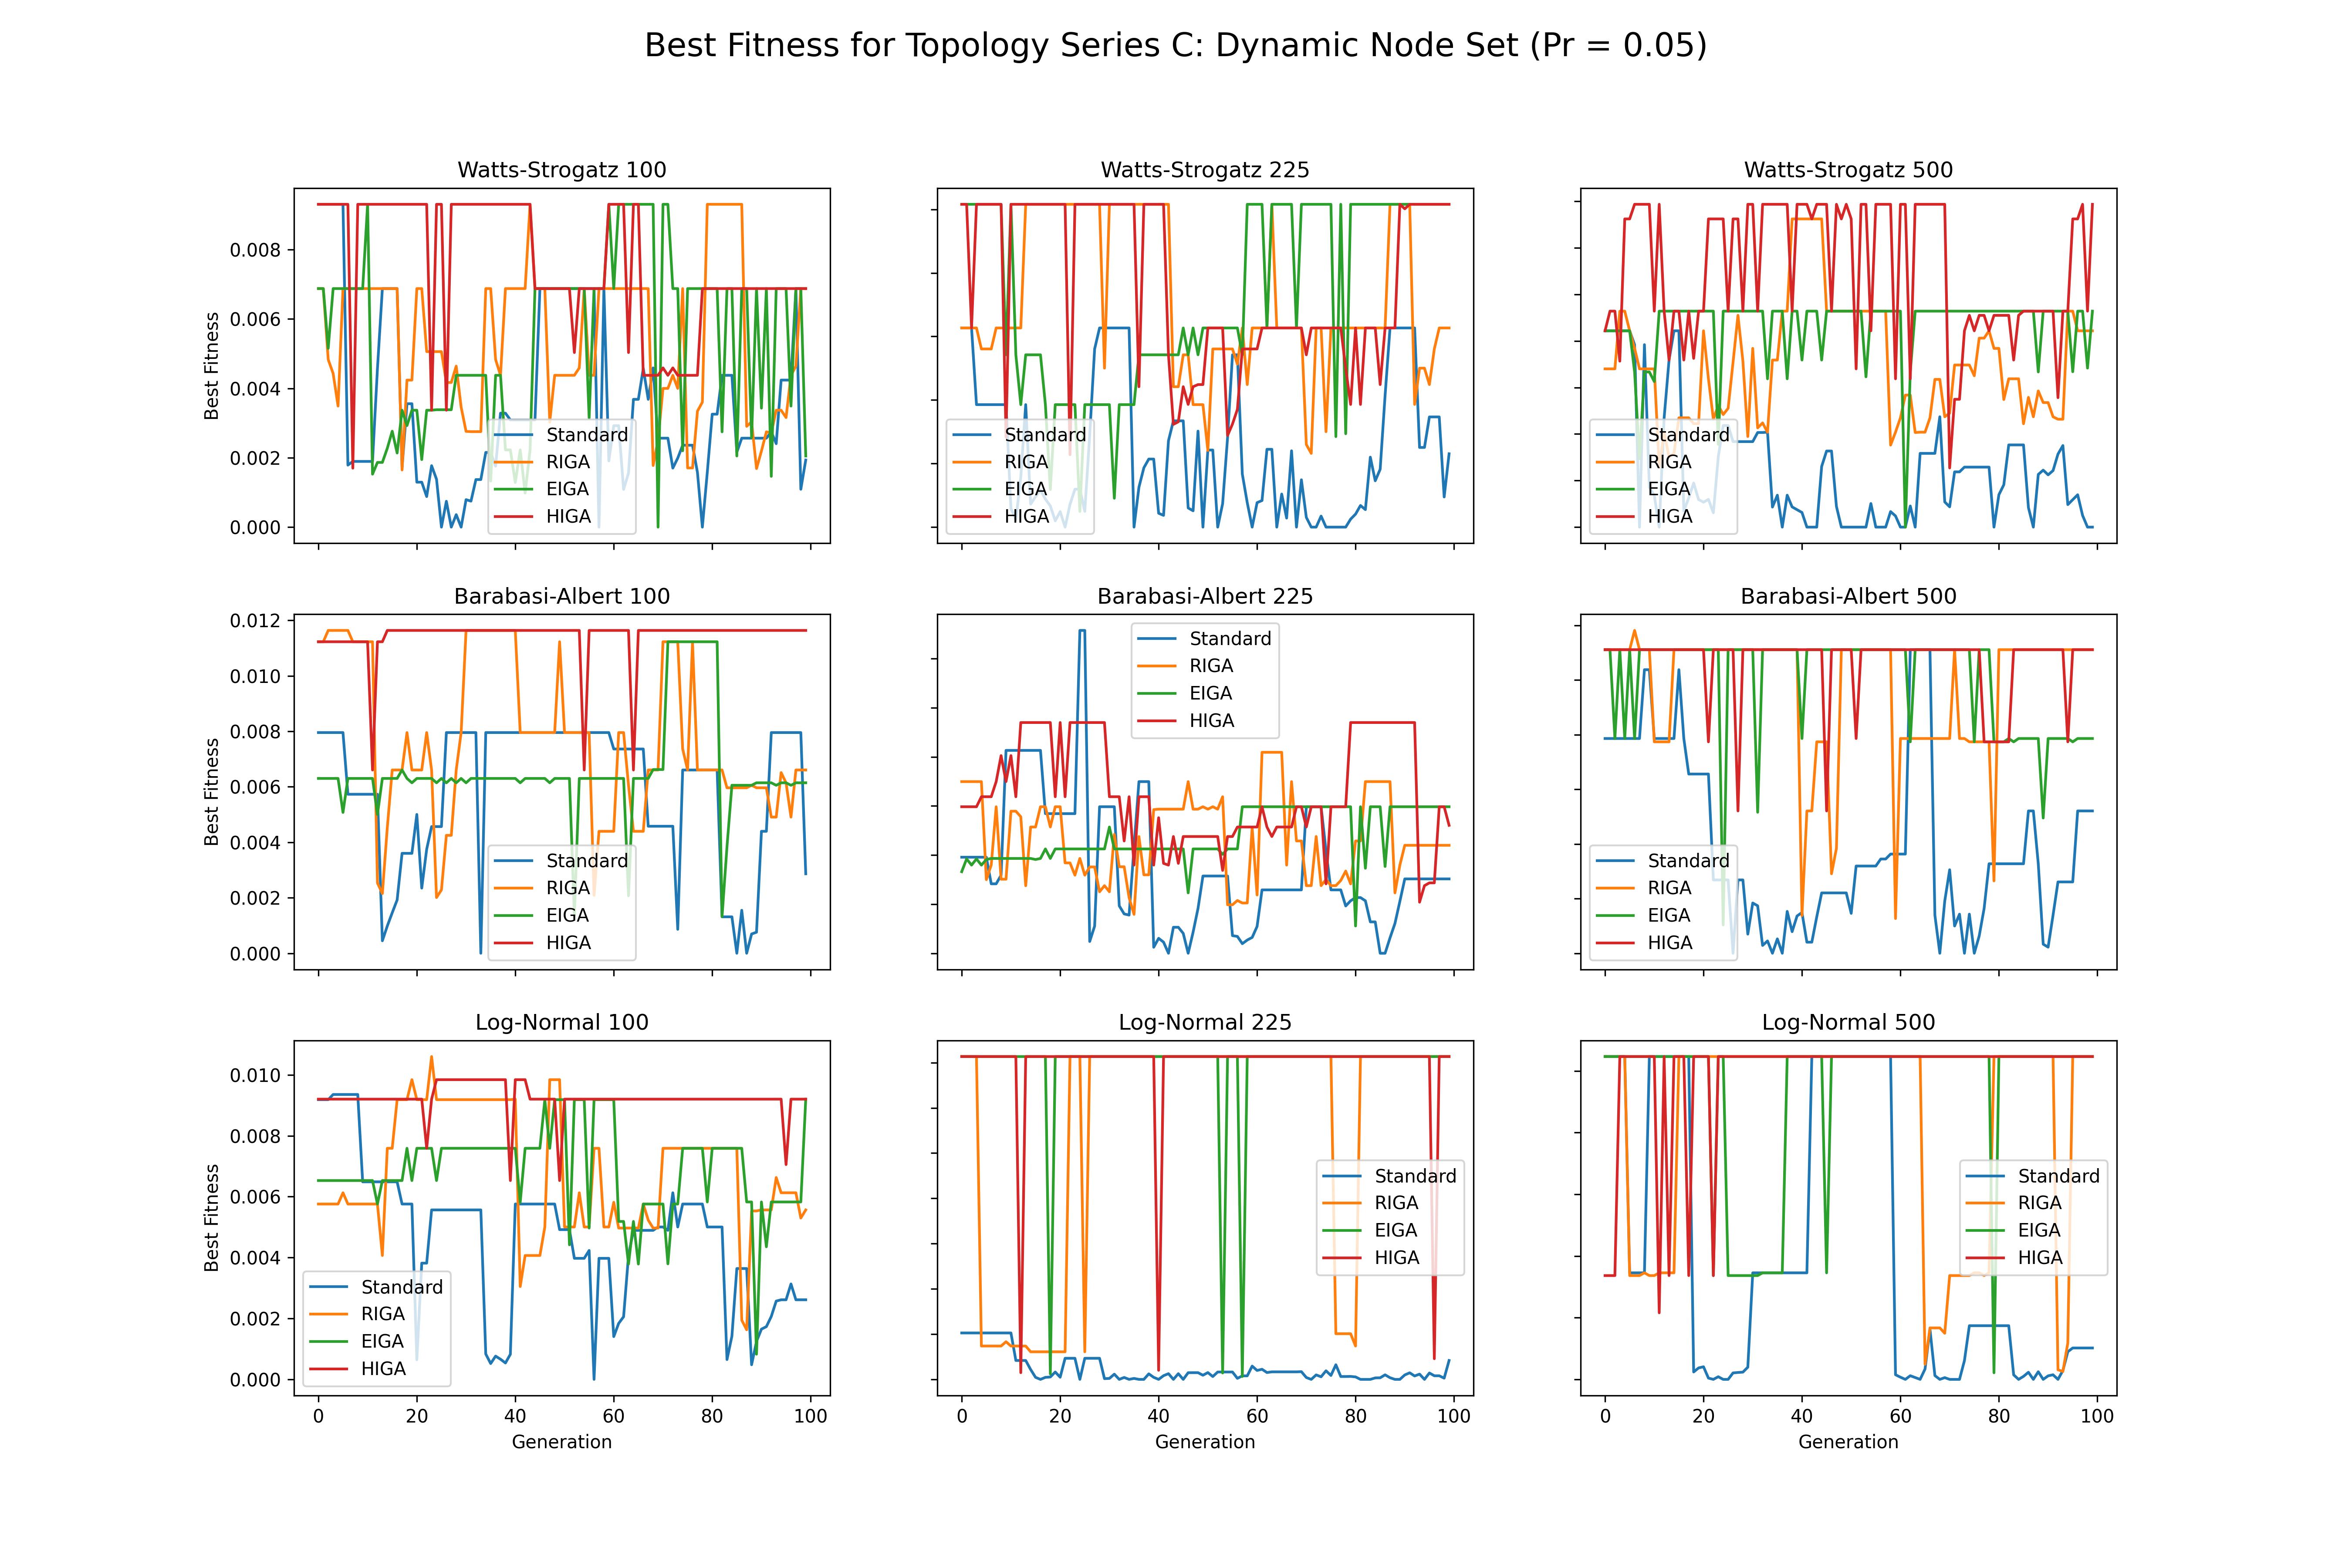 Best Fitness for Topology Series C: Dynamic Node Set (Pr = 0.05)
Watts-Strogatz 100
Watts-Strogatz 225
Watts-Strogatz 500
Best Fitness
0.008
0.006
0.004
0.002
0.000
Standard
RIGA
EIGA
HIGA
Standard
RIGA
EIGA
HIGA
Standard
RIGA
EIGA
HIGA
Barabasi-Albert 100
Barabasi-Albert 225
Barabasi-Albert 500
Best Fitness
0.012
0.010
0.008
0.006
0.004
0.002
0.000
Standard
RIGA
EIGA
HIGA
Standard
RIGA
EIGA
HIGA
Standard
RIGA
EIGA
HIGA
Log-Normal 100
Log-Normal 225
Log-Normal 500
Best Fitness
0.010
0.008
0.006
0.004
0.002
0.000
Standard
RIGA
EIGA
HIGA
Standard
RIGA
EIGA
HIGA
Standard
RIGA
EIGA
HIGA
0 20 40 60 80 100
0 20 40 60 80 100
0 20 40 60 80 100
Generation
Generation
Generation